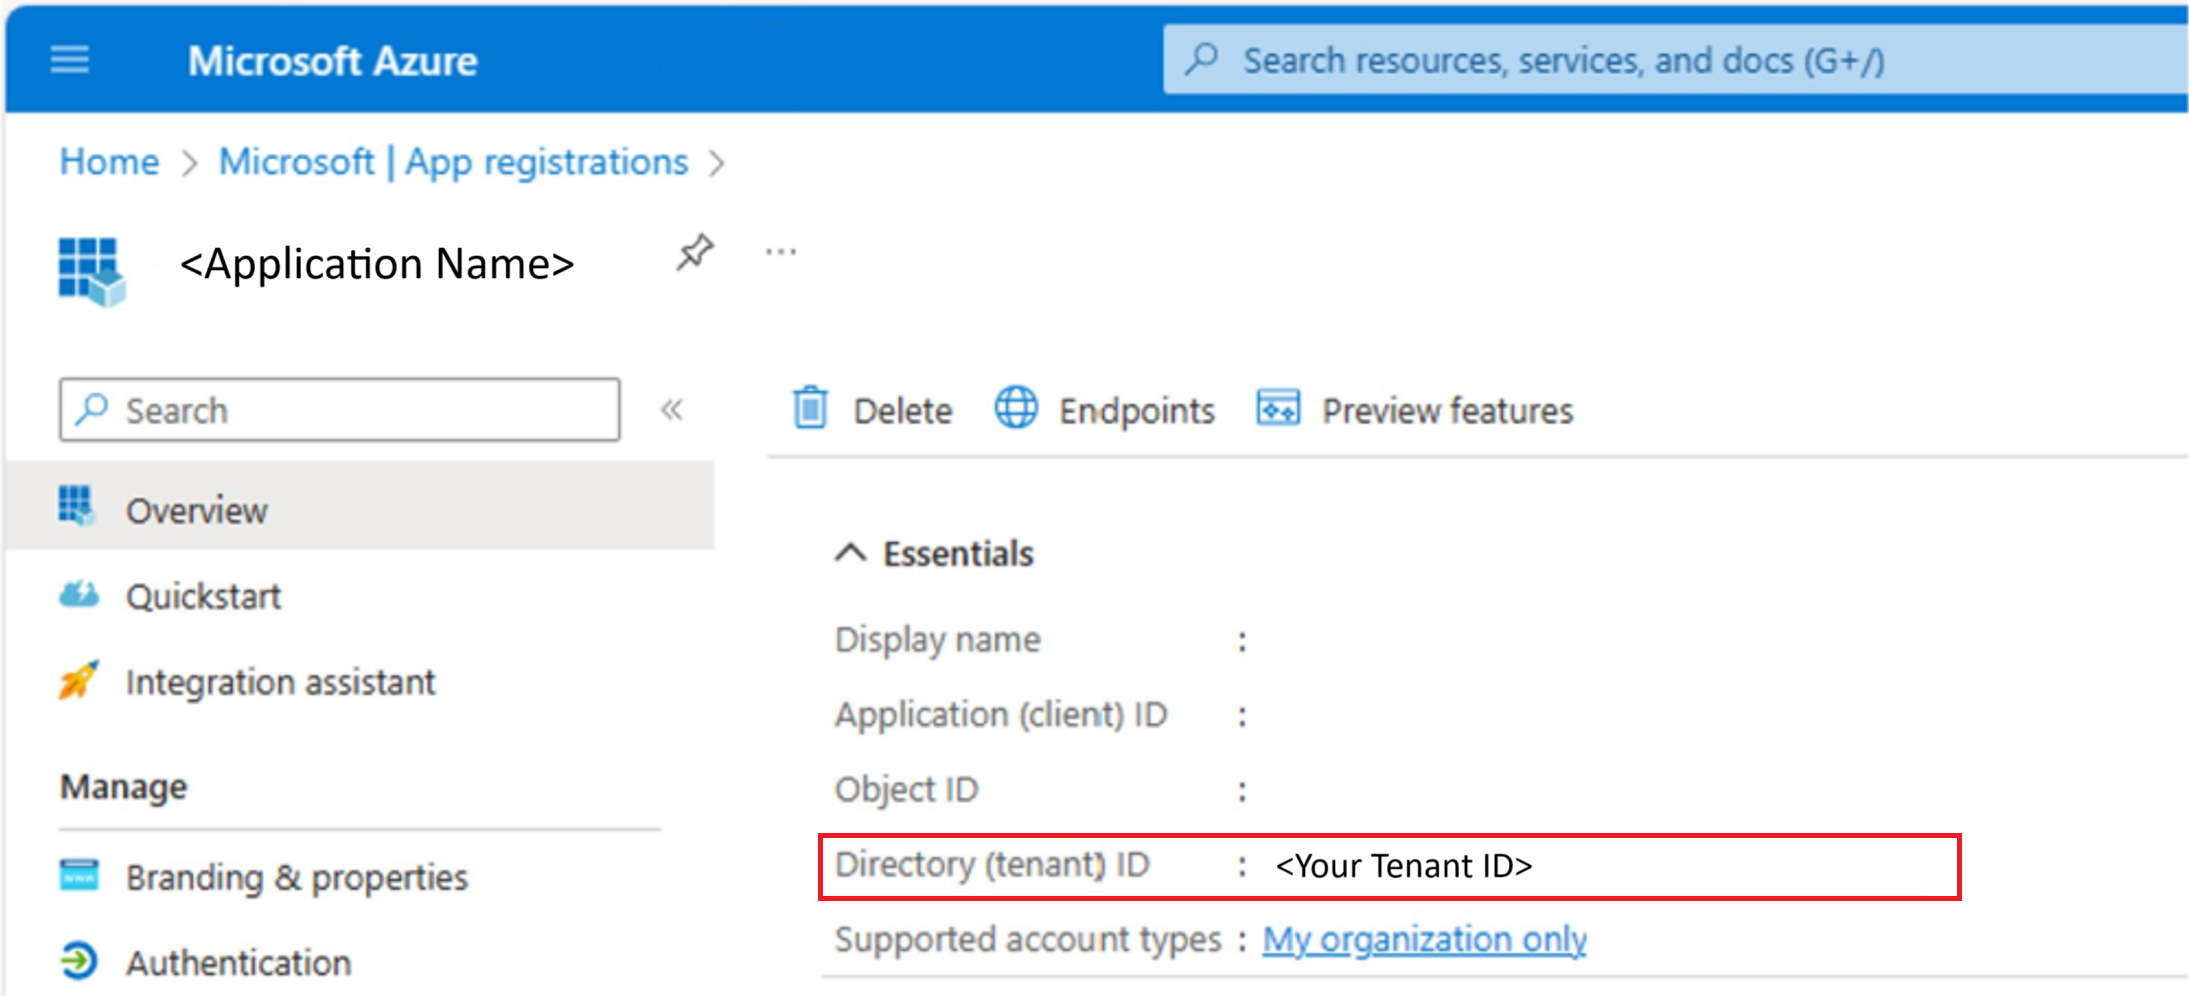 Microsoft Azure
Search resources, services, and docs (G+/)
Home > Microsoft | App registrations >
<Application Name>
...
Search
«
Delete
Endpoints
Preview features
Overview
Quickstart
Integration assistant
Manage
Branding & properties
Authentication
Essentials
Display name :
Application (client) ID :
Object ID :
Directory (tenant) ID : <Your Tenant ID>
Supported account types : My organization only